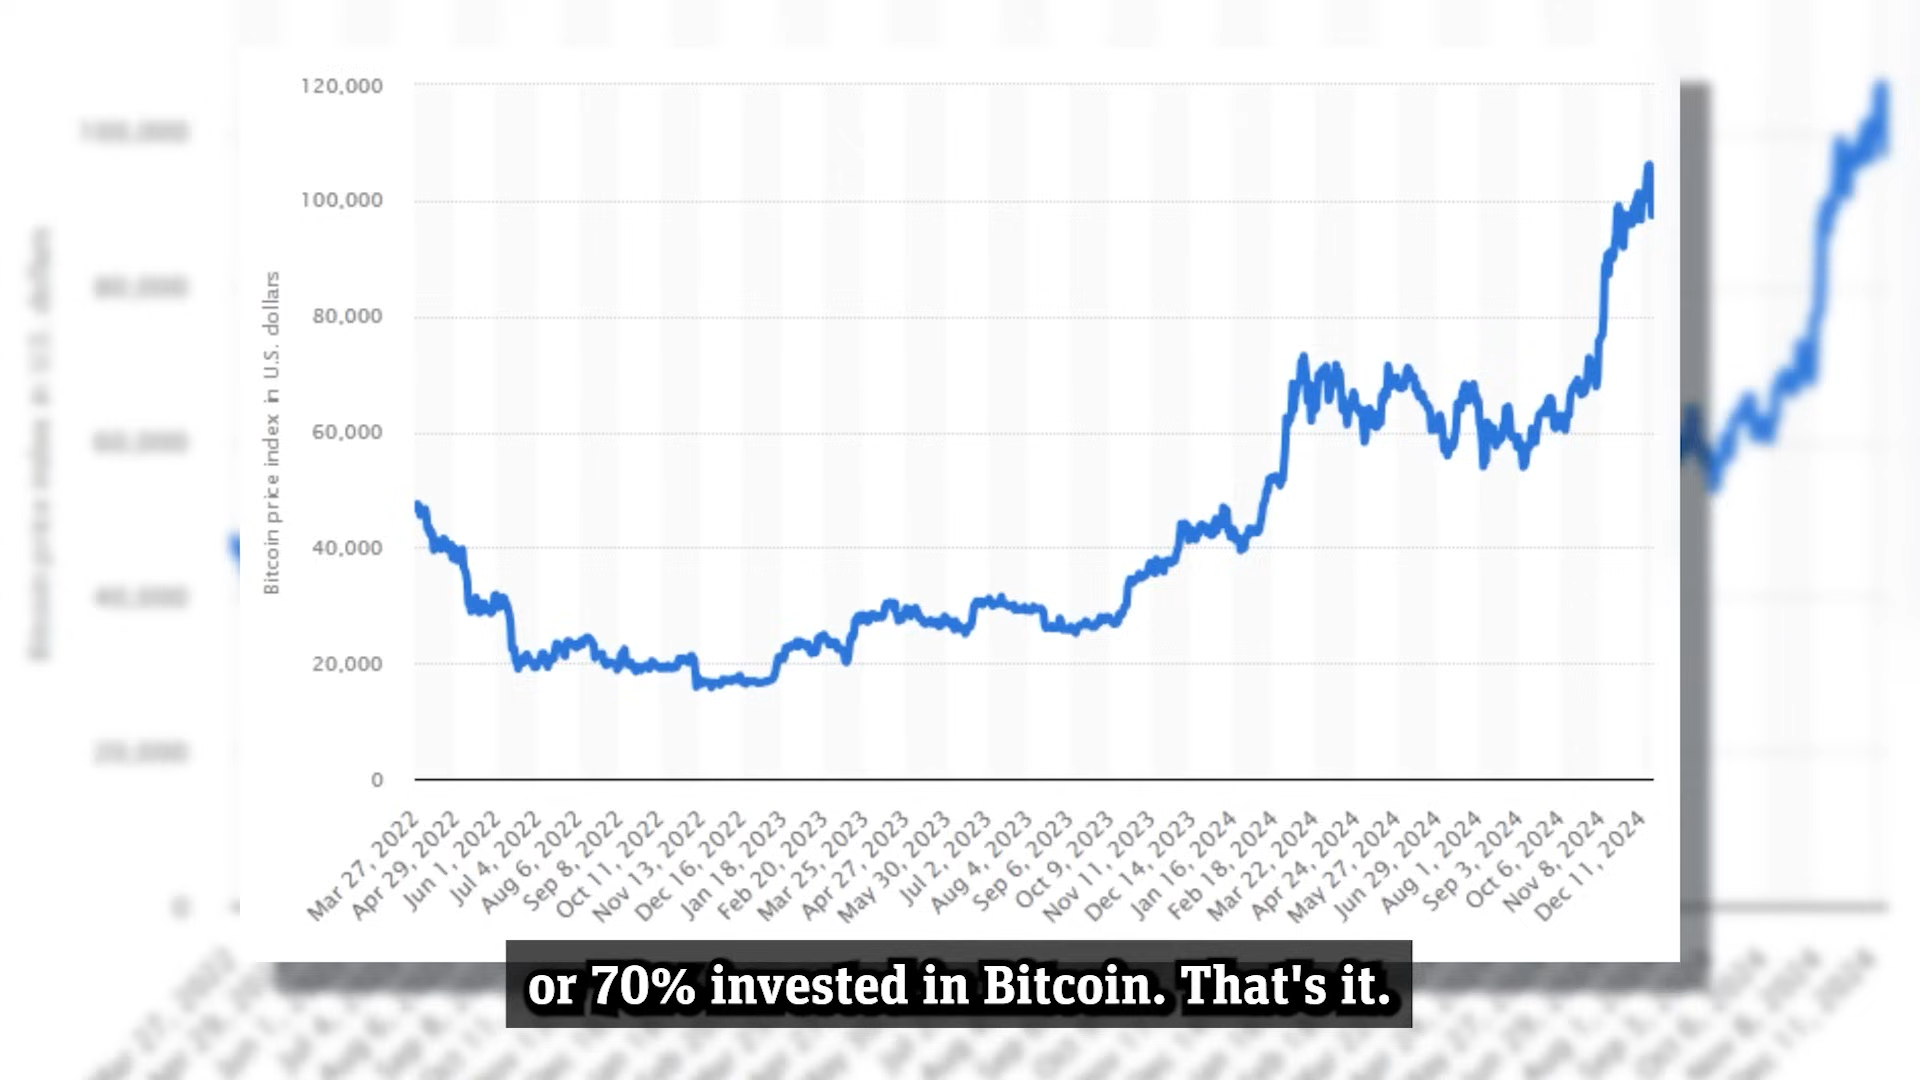 120,000
100,000
80,000
60,000
40,000
20,000
0
Bitcoin price index in U.S. dollars
Mar 27, 2022
Apr 29, 2022
Jun 1, 2022
Jul 4, 2022
Aug 6, 2022
Sep 8, 2022
Oct 11, 2022
Nov 13, 2022
Dec 16, 2022
Jan 18, 2023
Feb 20, 2023
Mar 25, 2023
Apr 27, 2023
May 30, 2023
Jul 2, 2023
Aug 4, 2023
Sep 6, 2023
Oct 9, 2023
Nov 11, 2023
Dec 14, 2023
Jan 16, 2024
Feb 18, 2024
Mar 22, 2024
Apr 24, 2024
May 27, 2024
Jun 29, 2024
Aug 1, 2024
Sep 3, 2024
Oct 6, 2024
Nov 8, 2024
Dec 11, 2024
or 70% invested in Bitcoin. That's it.